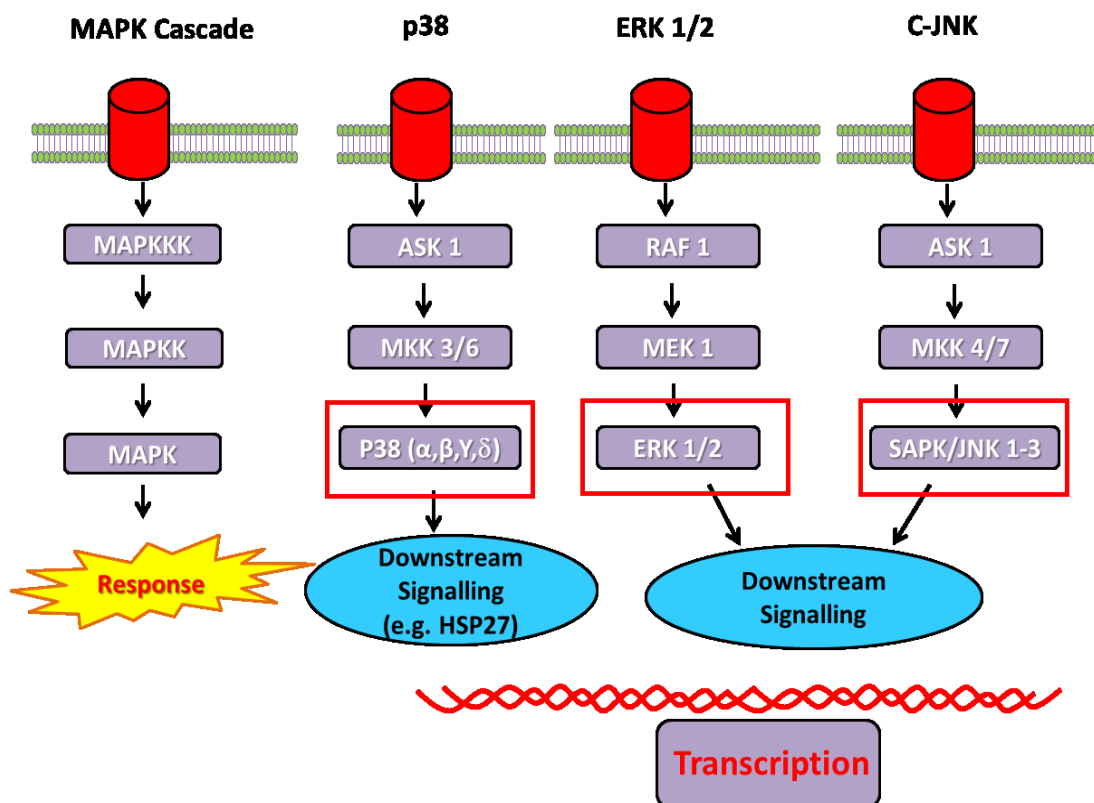 MAPK Cascade
p38
ERK 1/2
C-JNK
MAPKKK
ASK 1
RAF 1
ASK 1
MAPKK
MKK 3/6
MEK 1
MKK 4/7
MAPK
P38 (α,β,Υ,δ)
ERK 1/2
SAPK/JNK 1-3
Response
Downstream
Signalling
(e.g. HSP27)
Downstream
Signalling
Transcription